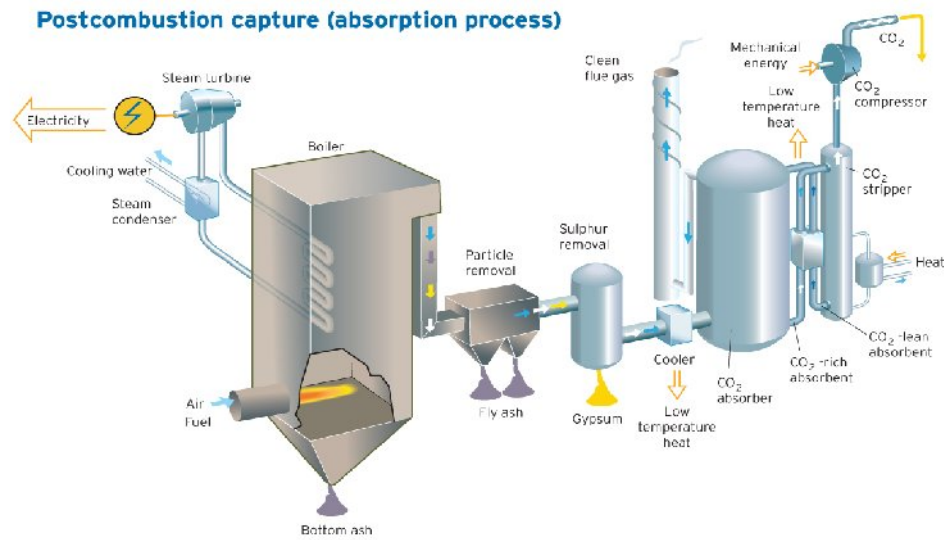 Postcombustion capture (absorption process)
Steam turbine
Electricity
Cooling water
Steam
condenser
Boiler
Air
Fuel
Bottom ash
Particle
removal
Fly ash
Sulphur
removal
Gypsum
Clean
flue gas
Cooler
Low
temperature
heat
CO2
absorber
Mechanical
energy
Low
temperature
heat
CO2
CO2
compressor
CO2
stripper
Heat
CO2 -lean
absorbent
CO2 -rich
absorbent